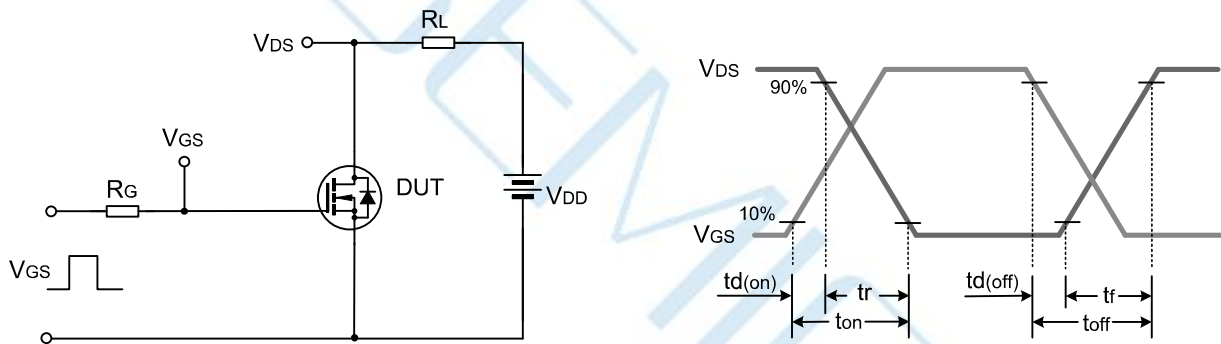 VDS
RL
VGS
RG
DUT
VDD
VGS
VDS
90%
10%
VGS
td(on)
tr
ton
td(off)
tf
toff